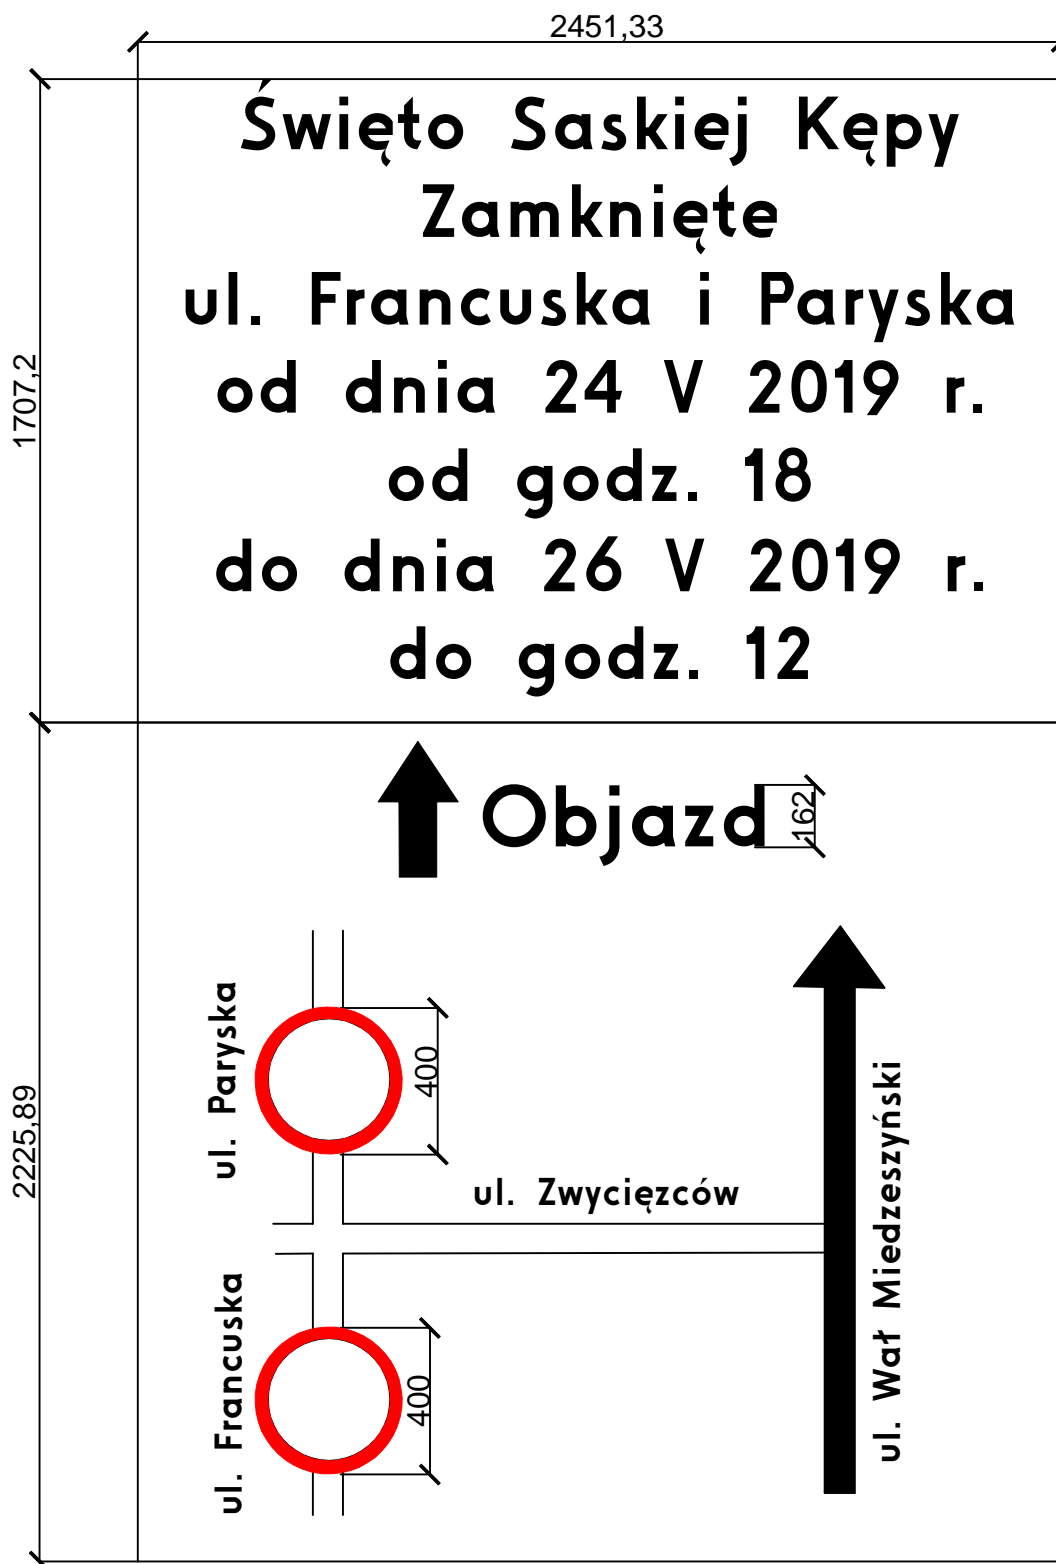 2451,33
Święto Saskiej Kępy
Zamknięte
ul. Francuska i Paryska
1707,2
od dnia 24 V 2019 r.
od godz. 18
do dnia 26 V 2019 r.
do godz. 12
Objazd
162
ul. Paryska
400
2225,89
ul. Zwycięzców
ul. Wał Miedzeszyński
ul. Francuska
400